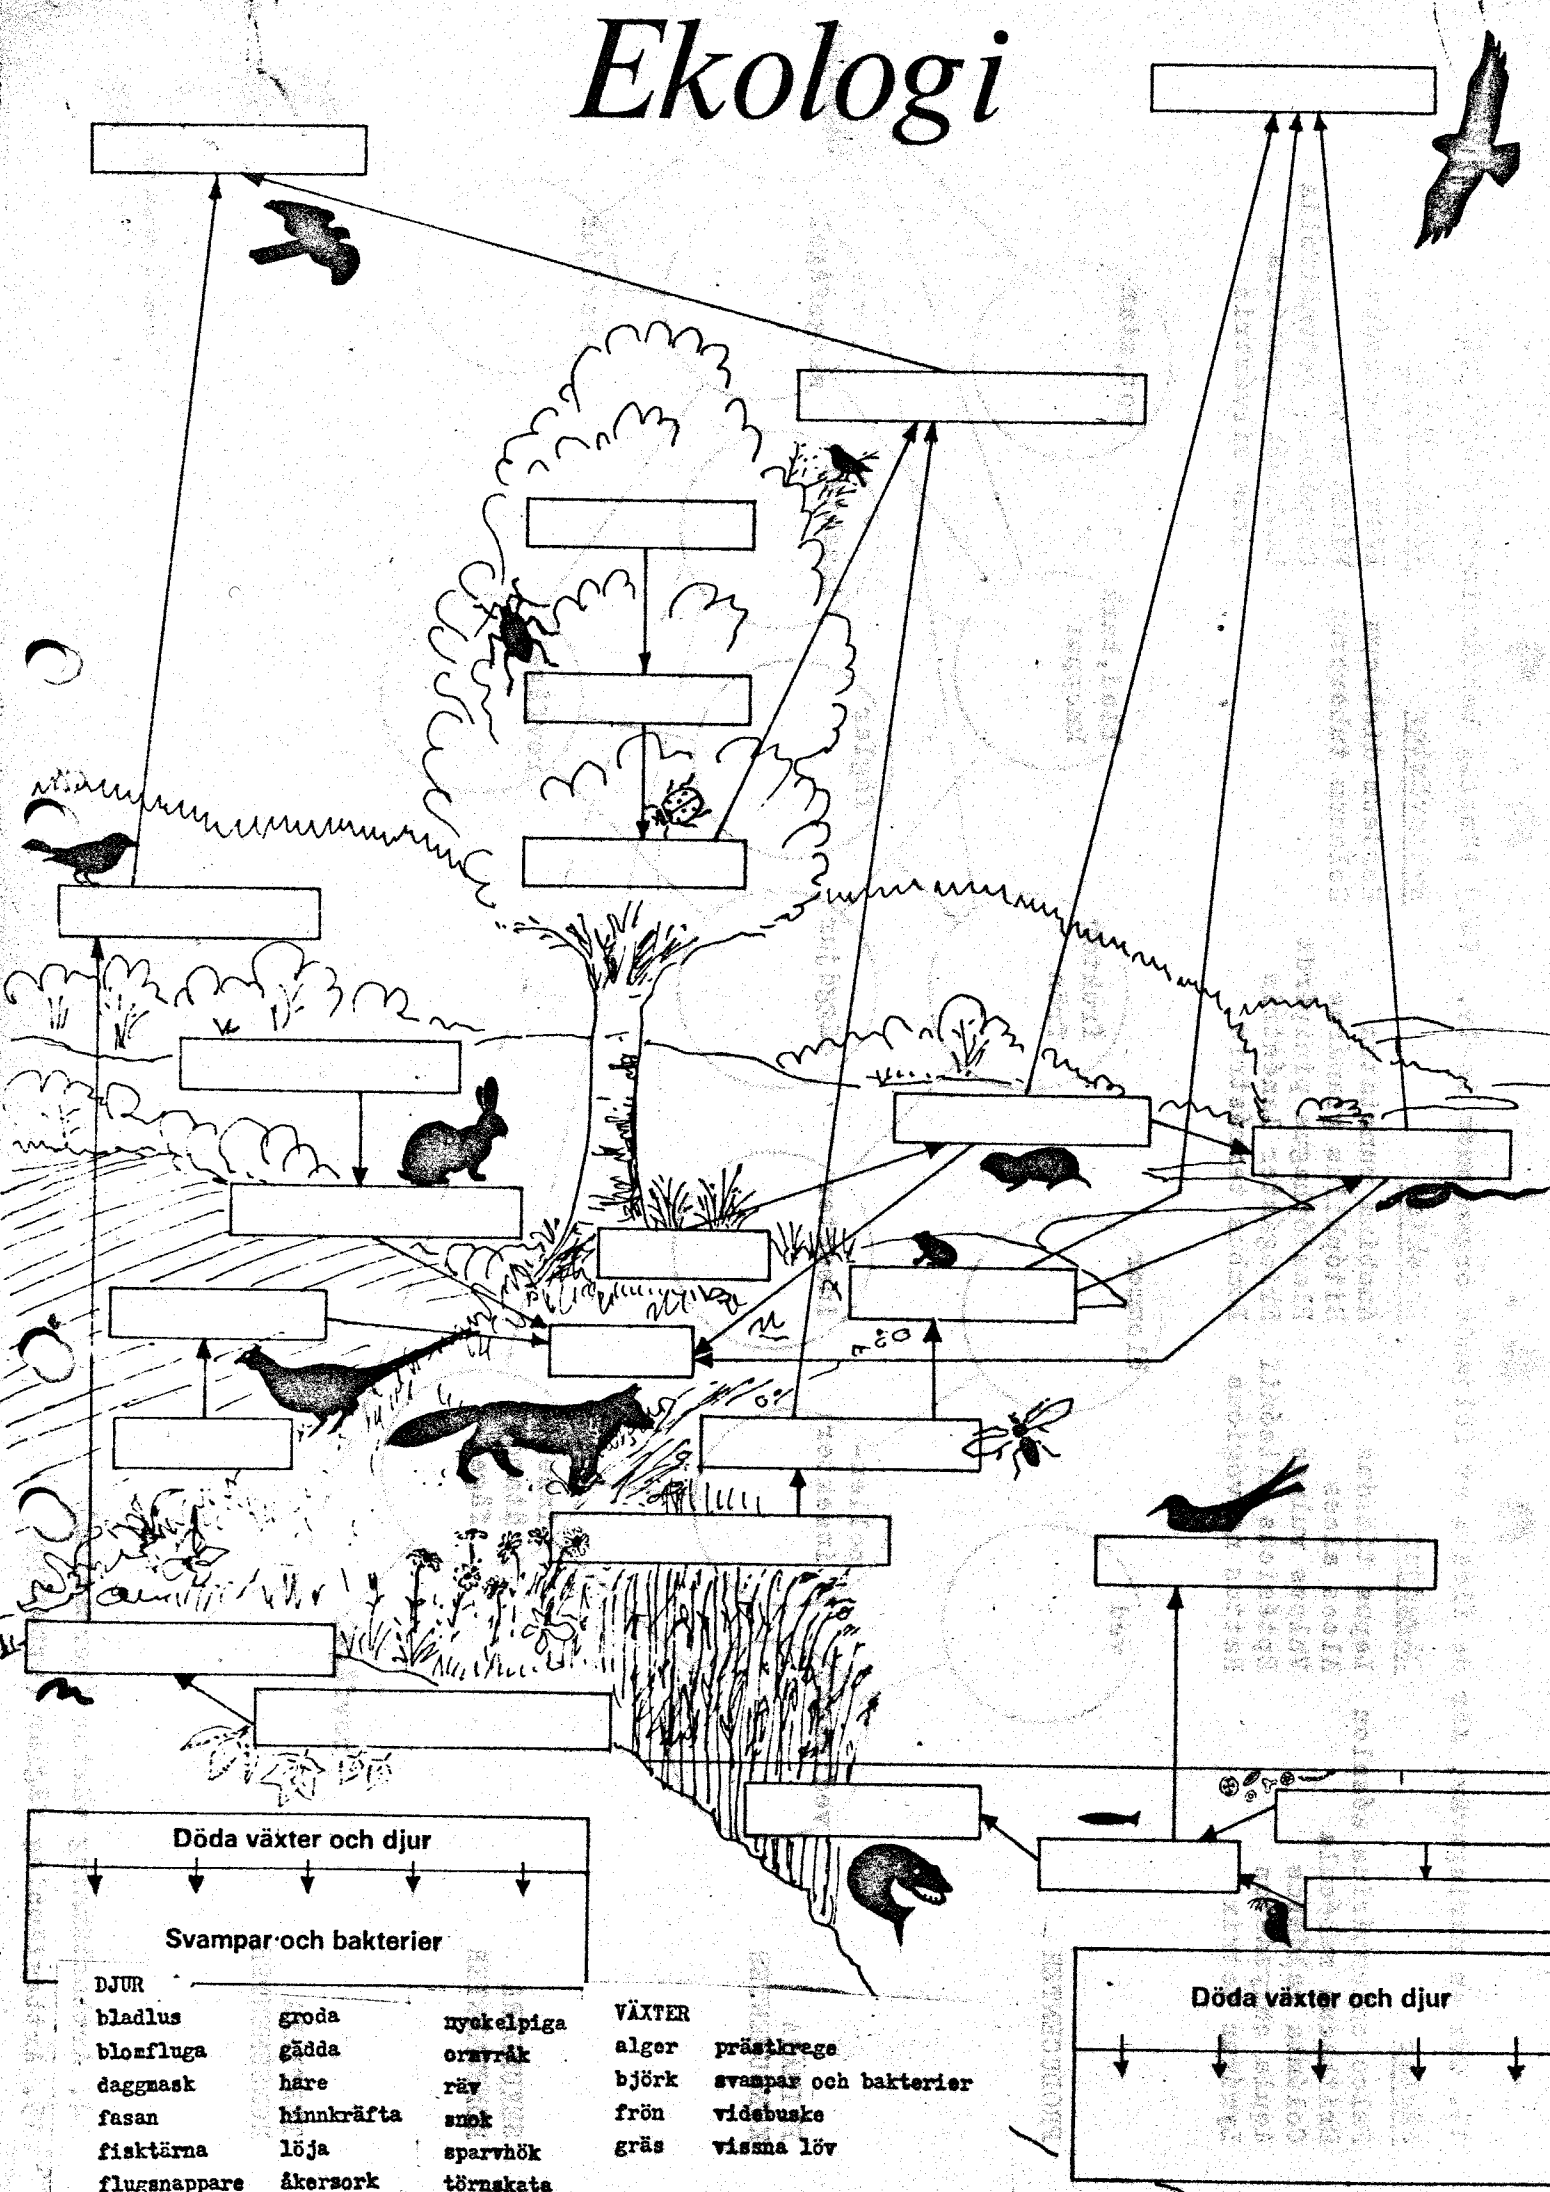 Ekologi
Döda växter och djur
Svampar och bakterier
DJUR
bladlus groda nyckelpiga
blomfluga gädda ormvråk
daggmask hare räv
fasan hinnkräfta snok
fisktärna löja sparvhök
flugsnappare åkersork törnskata
VÄXTER
alger prästkrage
björk svampar och bakterier
frön videbuske
gräs vissna löv
Döda växter och djur